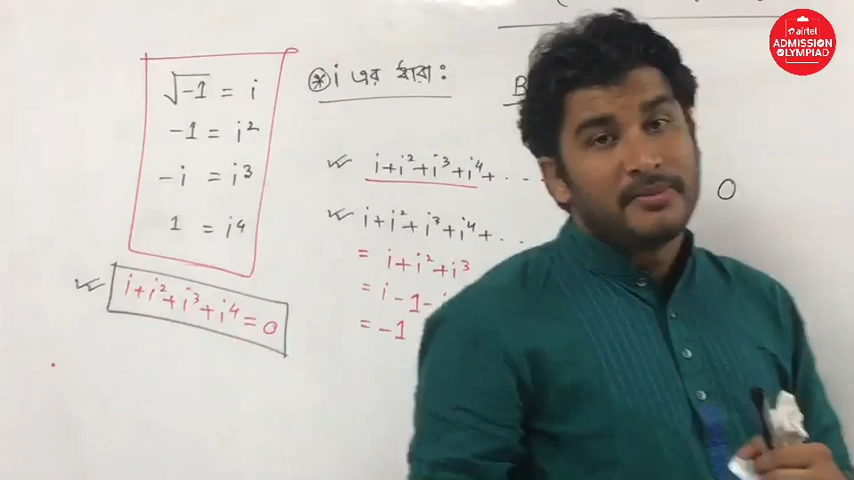 airtel
ADMISSION
OLYMPIAD
√-1 = i
-1 = i²
-i = i³
1 = i⁴
i+i²+i³+i⁴=0
* i এর ধারা :
i+i²+i³+i⁴+ . . -
0
i+i²+i³+i⁴+ . .
= i+i²+i³
= i-1-
= -1